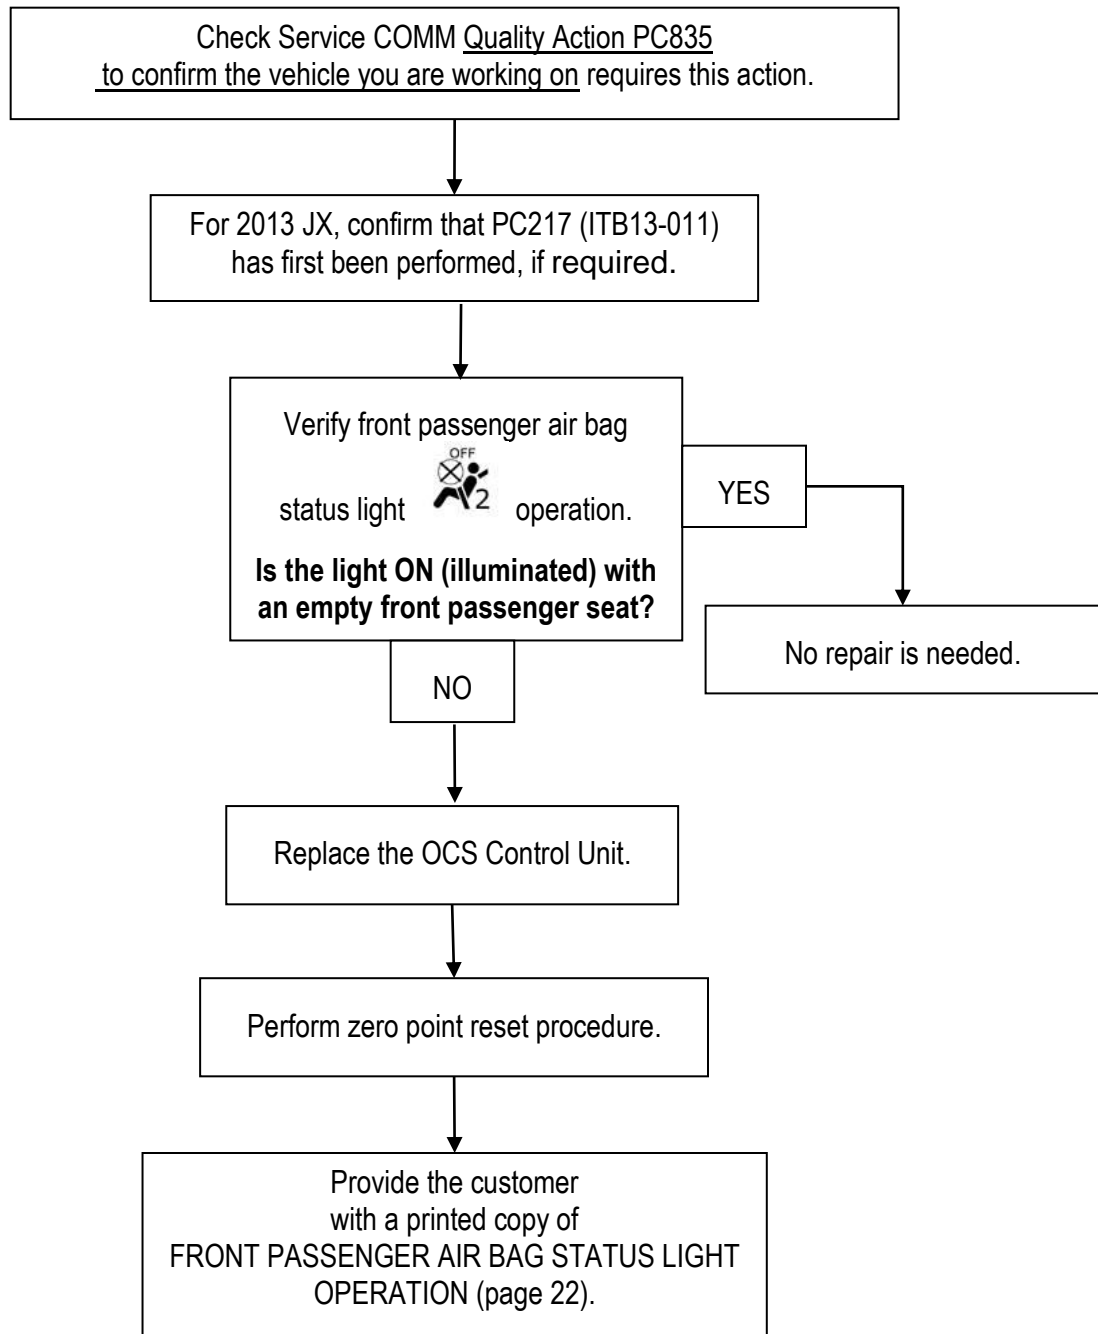 Check Service COMM Quality Action PC835
to confirm the vehicle you are working on requires this action.
For 2013 JX, confirm that PC217 (ITB13-011)
has first been performed, if required.
Verify front passenger air bag
OFF
2
status light operation.
Is the light ON (illuminated) with
an empty front passenger seat?
YES
No repair is needed.
NO
Replace the OCS Control Unit.
Perform zero point reset procedure.
Provide the customer
with a printed copy of
FRONT PASSENGER AIR BAG STATUS LIGHT
OPERATION (page 22).